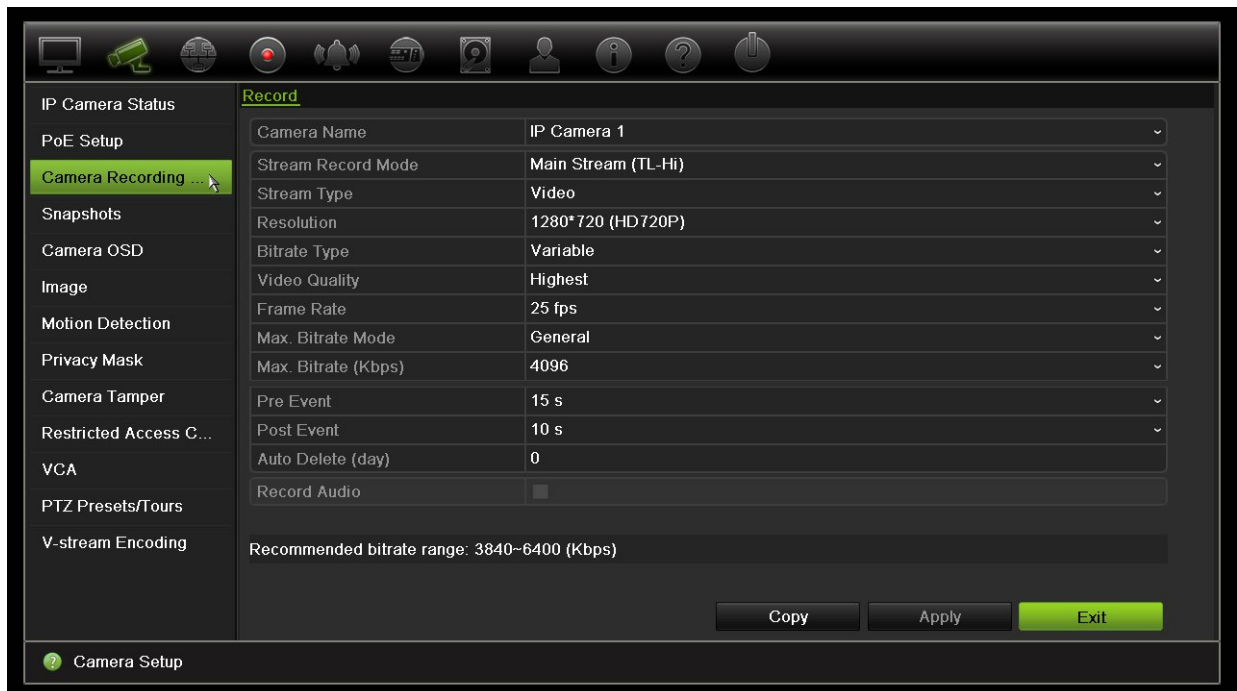 IP Camera Status
PoE Setup
Camera Recording ...
Snapshots
Camera OSD
Image
Motion Detection
Privacy Mask
Camera Tamper
Restricted Access C...
VCA
PTZ Presets/Tours
V-stream Encoding
Record
Camera Name IP Camera 1
Stream Record Mode Main Stream (TL-Hi)
Stream Type Video
Resolution 1280*720 (HD720P)
Bitrate Type Variable
Video Quality Highest
Frame Rate 25 fps
Max. Bitrate Mode General
Max. Bitrate (Kbps) 4096
Pre Event 15 s
Post Event 10 s
Auto Delete (day) 0
Record Audio
Recommended bitrate range: 3840~6400 (Kbps)
Copy Apply Exit
? Camera Setup